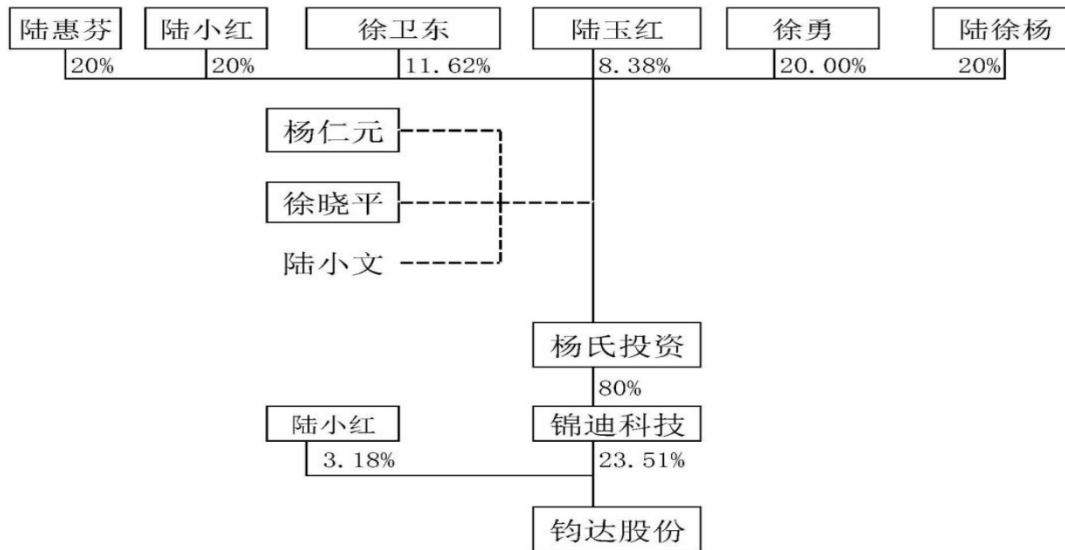 陆惠芬 陆小红 徐卫东 陆玉红 徐勇 陆徐杨
20% 20% 11.62% 8.38% 20.00% 20%
杨仁元
徐晓平
陆小文
杨氏投资
80%
陆小红 锦迪科技
3.18% 23.51%
钧达股份